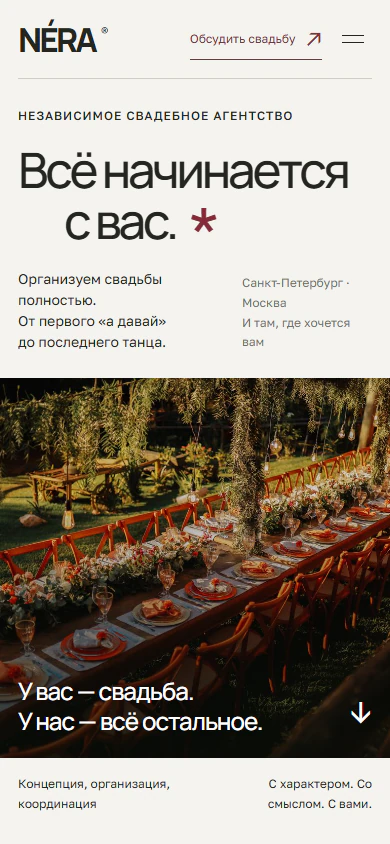 NÉRA ®
Обсудить свадьбу
НЕЗАВИСИМОЕ СВАДЕБНОЕ АГЕНТСТВО
Всё начинается
с вас. *
Организуем свадьбы
полностью.
От первого «а давай»
до последнего танца.
Санкт-Петербург ·
Москва
И там, где хочется
вам
У вас — свадьба.
У нас — всё остальное.
Концепция, организация,
координация
С характером. Со
смыслом. С вами.